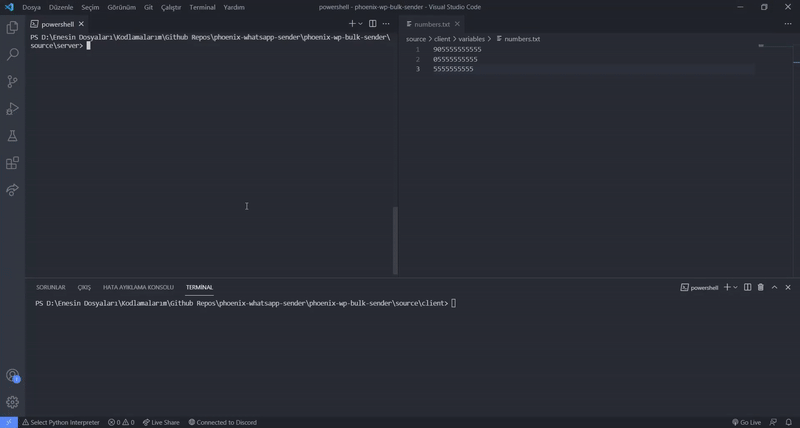 Dosya Düzenle Seçim Görünüm Git Çalıştır Terminal Yardım
powershell - phoenix-wp-bulk-sender - Visual Studio Code
powershell
PS D:\Enesin Dosyaları\Kodlamalarım\Github Repos\phoenix-whatsapp-sender\phoenix-wp-bulk-sender\
source\server>
numbers.txt
source > client > variables > numbers.txt
1 905555555555
2 05555555555
3 5555555555
SORUNLAR ÇIKIŞ HATA AYIKLAMA KONSOLU TERMİNAL
powershell
PS D:\Enesin Dosyaları\Kodlamalarım\Github Repos\phoenix-whatsapp-sender\phoenix-wp-bulk-sender\source\client>
Select Python Interpreter 0 0 Live Share Connected to Discord
Go Live